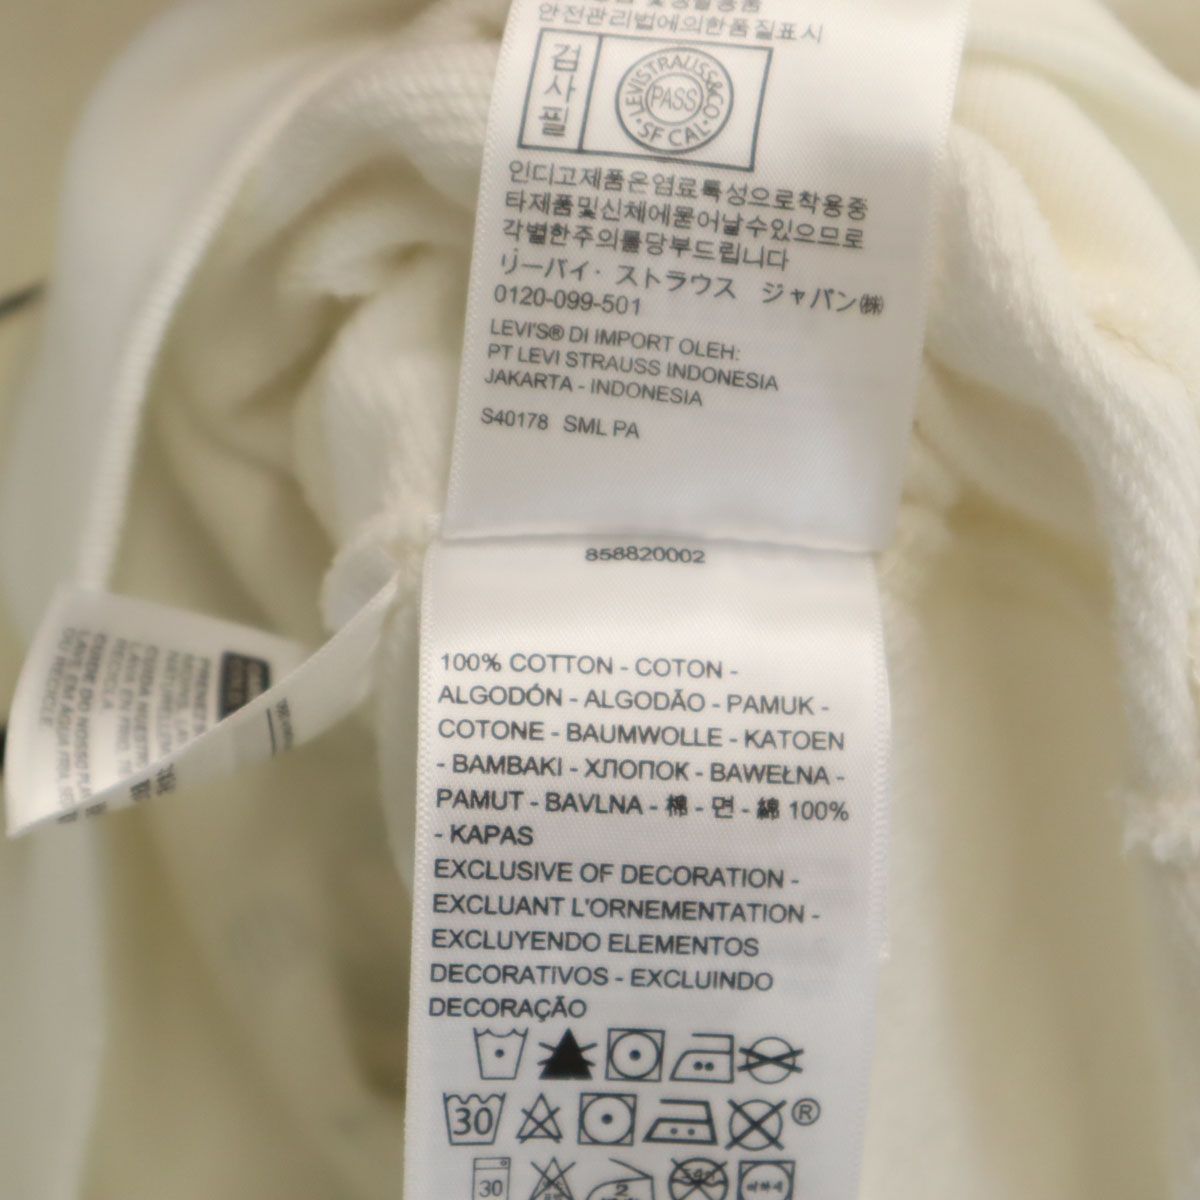 안전관리법에의한품질표시
검사필
LEVI STRAUSS & CO
PASS
SF CAL
인디고제품은염료특성으로착용중
타제품및신체에묻어날수있으므로
각별한주의를당부드립니다
リーバイ・ストラウス ジャパン㈱
0120-099-501
LEVI'S® DI IMPORT OLEH:
PT LEVI STRAUSS INDONESIA
JAKARTA - INDONESIA
S40178 SML PA
858820002
100% COTTON - COTON -
ALGODÓN - ALGODÃO - PAMUK -
COTONE - BAUMWOLLE - KATOEN
- BAMBAKI - ХЛОПОК - BAWEŁNA -
PAMUT - BAVLNA - 棉 - 면 - 綿 100%
- KAPAS
EXCLUSIVE OF DECORATION -
EXCLUANT L'ORNEMENTATION -
EXCLUYENDO ELEMENTOS
DECORATIVOS - EXCLUINDO
DECORAÇÃO
30 ®
30 2